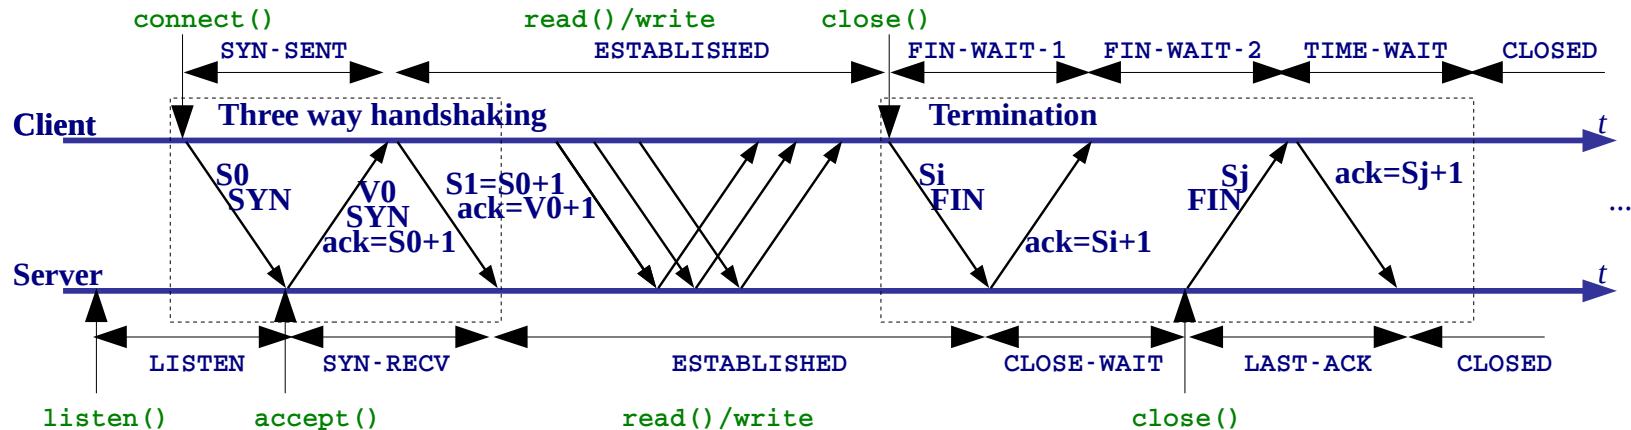 connect() read()/write close()
SYN-SENT ESTABLISHED FIN-WAIT-1 FIN-WAIT-2 TIME-WAIT CLOSED
Three way handshaking Termination
Client t
S0
SYN
V0
SYN
ack=S0+1
S1=S0+1
ack=V0+1
Si
FIN
ack=Si+1
Sj
FIN
ack=Sj+1
...
Server t
LISTEN SYN-RECV ESTABLISHED CLOSE-WAIT LAST-ACK CLOSED
listen() accept() read()/write close()